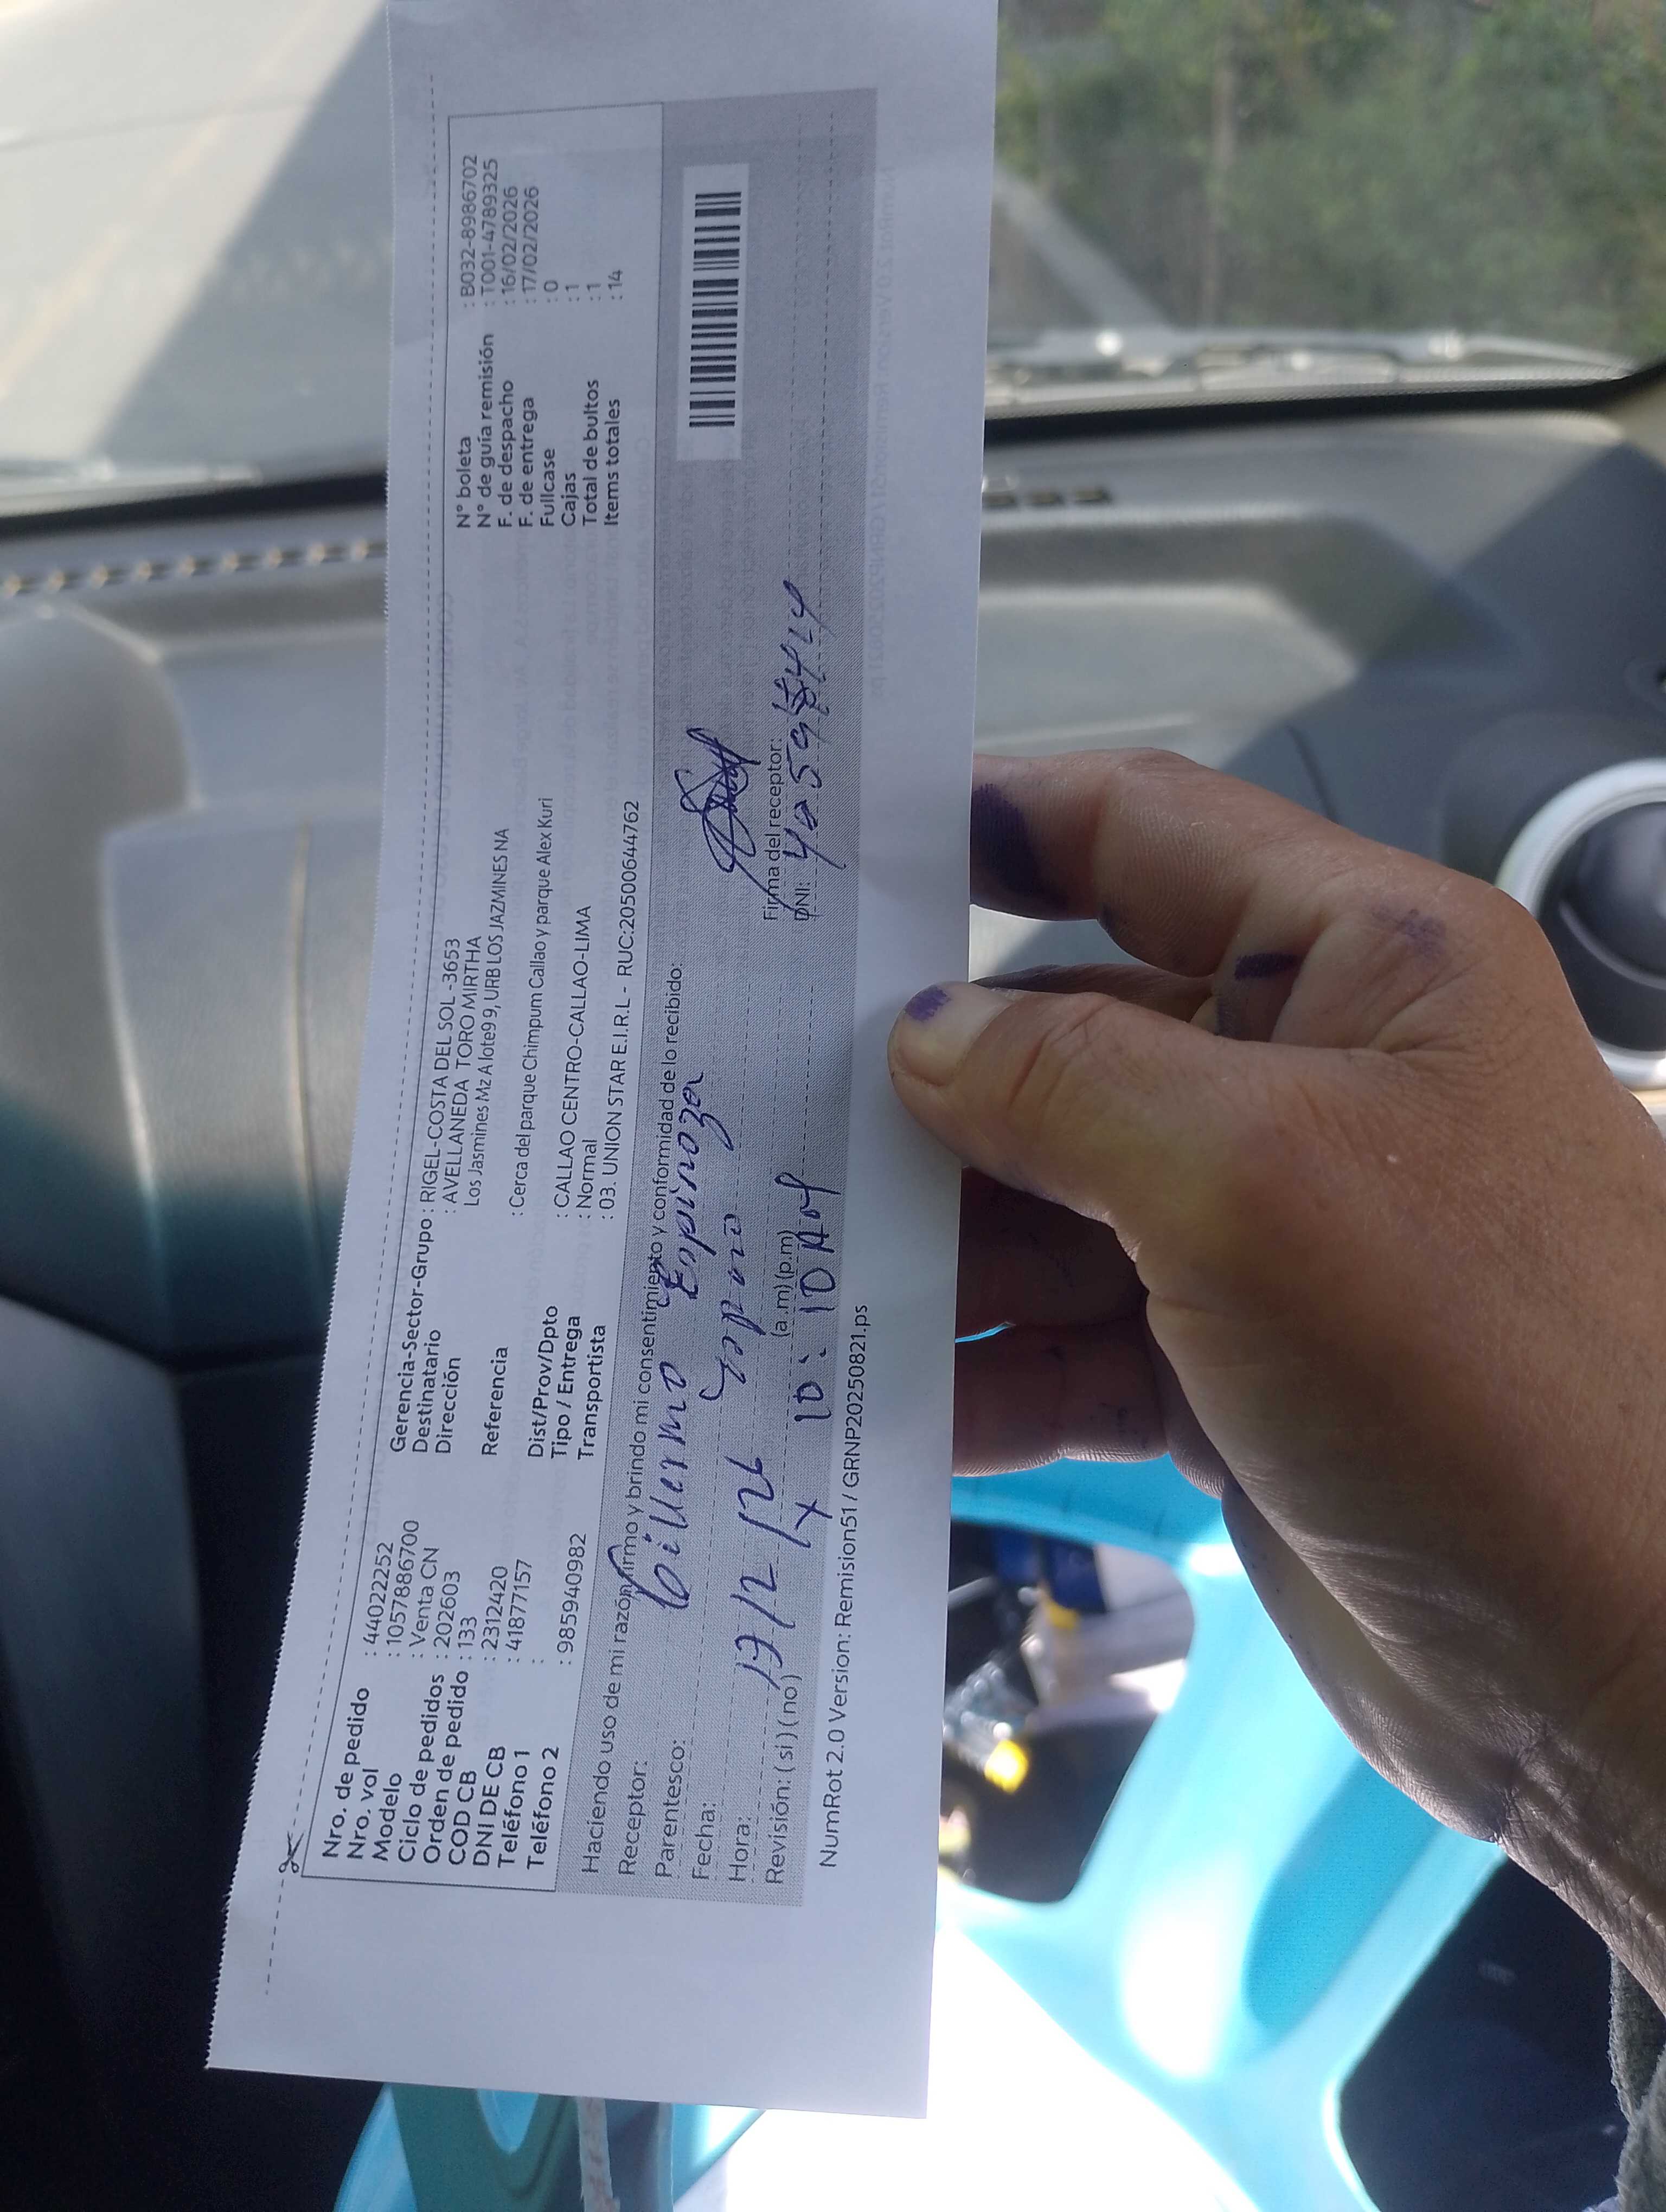 Nro. de pedido : 440222252
Nro. vol : 1057886700
Modelo : Venta CN
Ciclo de pedidos : 202603
Orden de pedido : 133
COD CB : 2312420
DNI DE CB : 41877157
Teléfono 1 :
Teléfono 2 : 985940982
Gerencia-Sector-Grupo : RIGEL-COSTA DEL SOL -3653
Destinatario : AVELLANEDA TORO MIRTHA
Dirección Los Jasmines Mz A lote9 9, URB LOS JAZMINES NA
Referencia : Cerca del parque Chimpum Callao y parque Alex Kuri
Dist/Prov/Dpto : CALLAO CENTRO-CALLAO-LIMA
Tipo / Entrega : Normal
Transportista : 03. UNION STAR E.I.R.L - RUC:20500644762
N° boleta : B032-8986702
N° de guía remisión : T001-4789325
F. de despacho : 16/02/2026
F. de entrega : 17/02/2026
Fullcase : 0
Cajas : 1
Total de bultos : 1
Items totales : 14
Haciendo uso de mi razón, firmo y brindo mi consentimiento y conformidad de lo recibido:
Receptor: Guillermo Espinoza
Parentesco:
Fecha: 17/2/26
Hora: (a.m) (p.m) 10:10
Revisión: ( si ) ( no ) X
Firma del receptor:
DNI:
NumRot 2.0 Version: Remision51 / GRNP20250821.ps